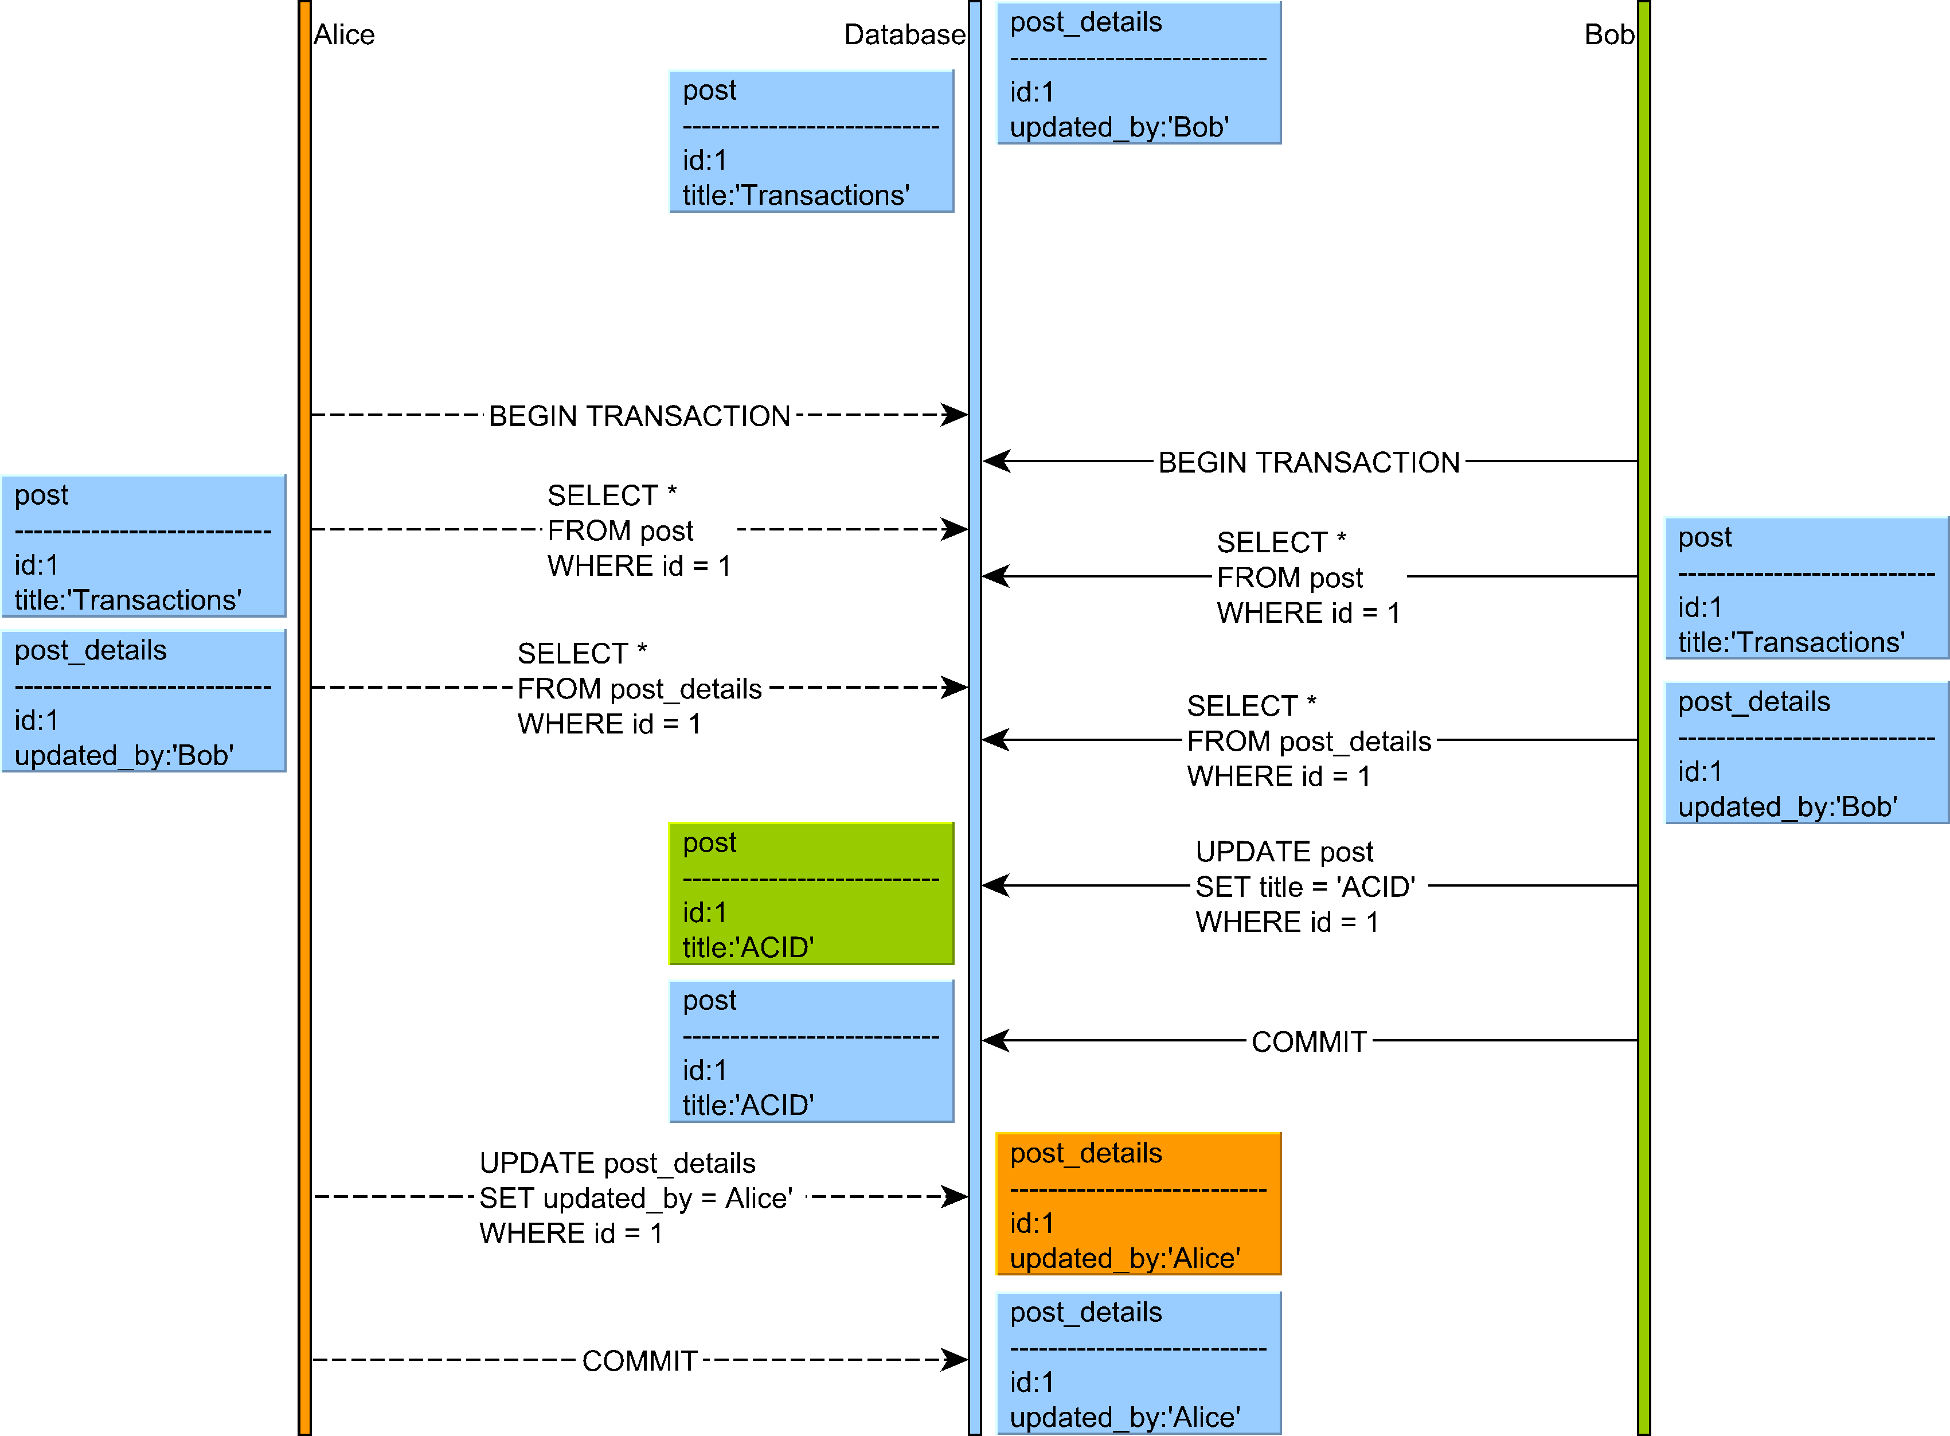 Alice
Database
Bob
post_details
---------------------------
id:1
updated_by:'Bob'
post
---------------------------
id:1
title:'Transactions'
BEGIN TRANSACTION
BEGIN TRANSACTION
post
---------------------------
id:1
title:'Transactions'
SELECT *
FROM post
WHERE id = 1
SELECT *
FROM post
WHERE id = 1
post
---------------------------
id:1
title:'Transactions'
post_details
---------------------------
id:1
updated_by:'Bob'
SELECT *
FROM post_details
WHERE id = 1
SELECT *
FROM post_details
WHERE id = 1
post_details
---------------------------
id:1
updated_by:'Bob'
post
---------------------------
id:1
title:'ACID'
UPDATE post
SET title = 'ACID'
WHERE id = 1
post
---------------------------
id:1
title:'ACID'
COMMIT
UPDATE post_details
SET updated_by = Alice'
WHERE id = 1
post_details
---------------------------
id:1
updated_by:'Alice'
COMMIT
post_details
---------------------------
id:1
updated_by:'Alice'